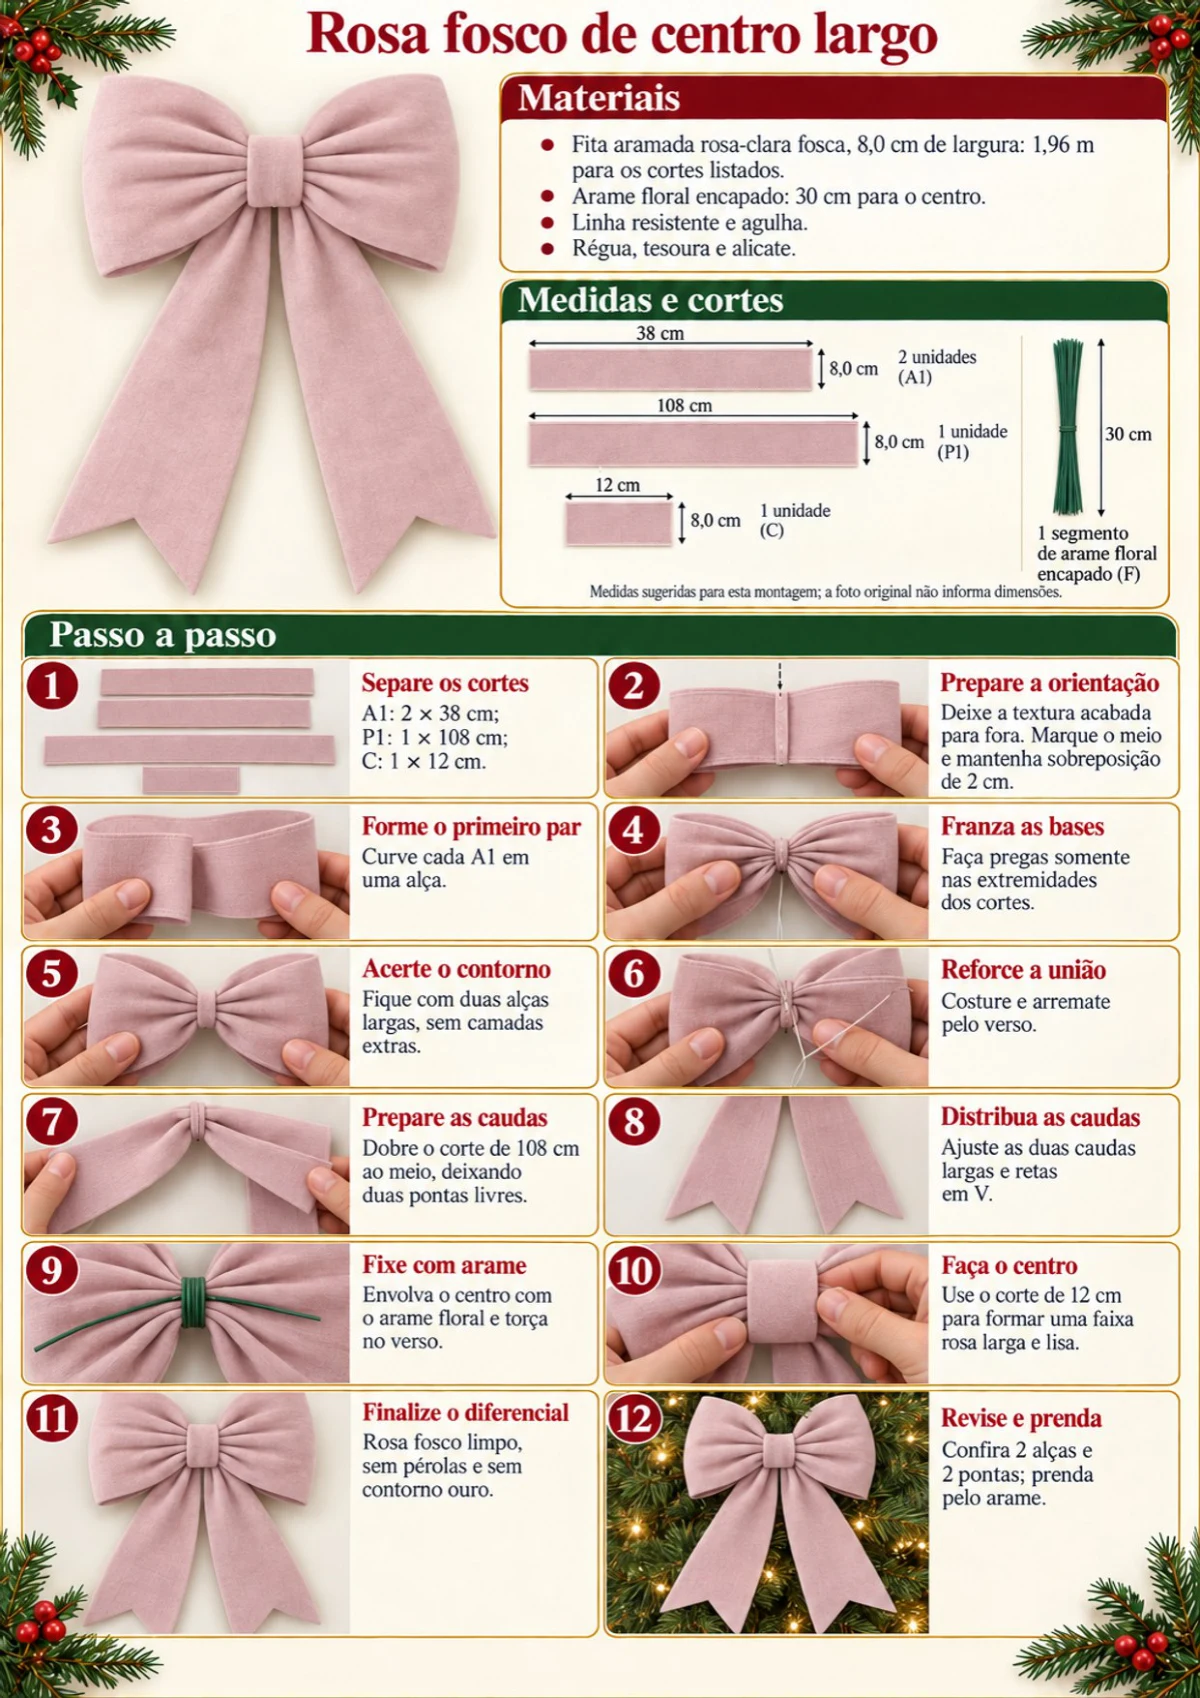 Rosa fosco de centro largo
Materiais
● Fita aramada rosa-clara fosca, 8,0 cm de largura: 1,96 m
para os cortes listados.
● Arame floral encapado: 30 cm para o centro.
● Linha resistente e agulha.
● Régua, tesoura e alicate.
Medidas e cortes
38 cm
8,0 cm
2 unidades
(A1)
108 cm
8,0 cm
1 unidade
(P1)
12 cm
8,0 cm
1 unidade
(C)
30 cm
1 segmento
de arame floral
encapado (F)
Medidas sugeridas para esta montagem; a foto original não informa dimensões.
Passo a passo
1
Separe os cortes
A1: 2 × 38 cm;
P1: 1 × 108 cm;
C: 1 × 12 cm.
2
Prepare a orientação
Deixe a textura acabada
para fora. Marque o meio
e mantenha sobreposição
de 2 cm.
3
Forme o primeiro par
Curve cada A1 em
uma alça.
4
Franza as bases
Faça pregas somente
nas extremidades
dos cortes.
5
Acerte o contorno
Fique com duas alças
largas, sem camadas
extras.
6
Reforce a união
Costure e arremate
pelo verso.
7
Prepare as caudas
Dobre o corte de 108 cm
ao meio, deixando
duas pontas livres.
8
Distribua as caudas
Ajuste as duas caudas
largas e retas
em V.
9
Fixe com arame
Envolva o centro com
o arame floral e torça
no verso.
10
Faça o centro
Use o corte de 12 cm
para formar uma faixa
rosa larga e lisa.
11
Finalize o diferencial
Rosa fosco limpo,
sem pérolas e sem
contorno ouro.
12
Revise e prenda
Confira 2 alças e
2 pontas; prenda
pelo arame.